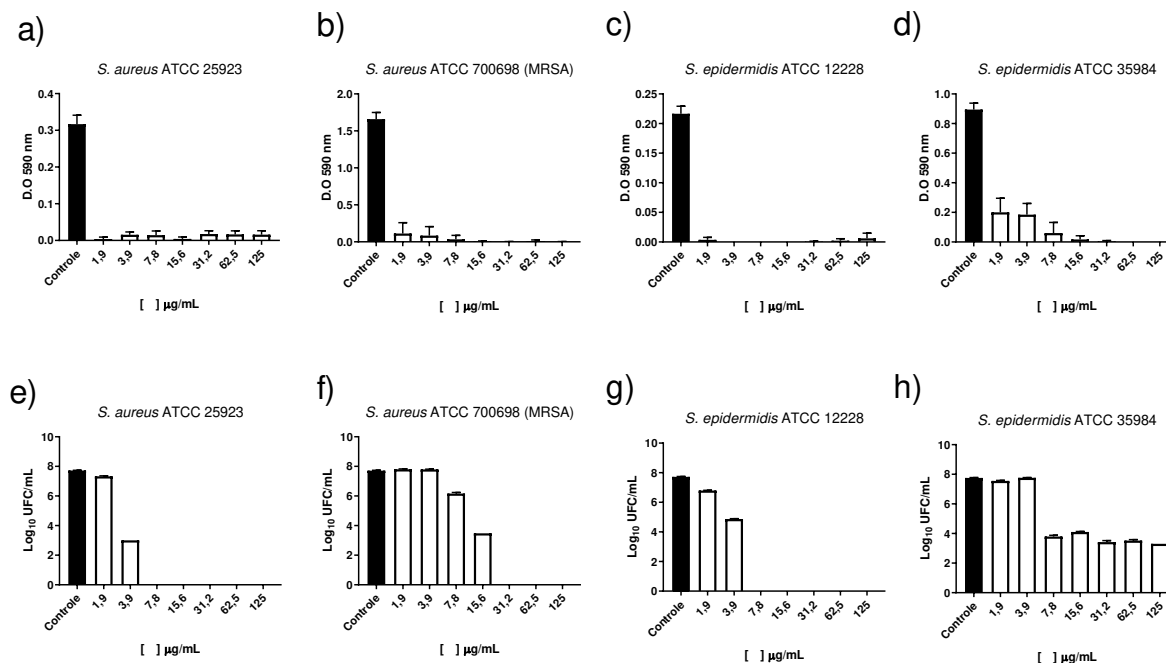 a)
S. aureus ATCC 25923
D.O 590 nm
0.4
0.3
0.2
0.1
0.0
Controle
1,9
3,9
7,8
15,6
31,2
62,5
125
[ ] µg/mL
b)
S. aureus ATCC 700698 (MRSA)
D.O 590 nm
2.0
1.5
1.0
0.5
0.0
Controle
1,9
3,9
7,8
15,6
31,2
62,5
125
[ ] µg/mL
c)
S. epidermidis ATCC 12228
D.O 590 nm
0.25
0.20
0.15
0.10
0.05
0.00
Controle
1,9
3,9
7,8
15,6
31,2
62,5
125
[ ] µg/mL
d)
S. epidermidis ATCC 35984
D.O 590 nm
1.0
0.8
0.6
0.4
0.2
0.0
Controle
1,9
3,9
7,8
15,6
31,2
62,5
125
[ ] µg/mL
e)
S. aureus ATCC 25923
Log₁₀ UFC/mL
10
8
6
4
2
0
Controle
1,9
3,9
7,8
15,6
31,2
62,5
125
[ ] µg/mL
f)
S. aureus ATCC 700698 (MRSA)
Log₁₀ UFC/mL
10
8
6
4
2
0
Controle
1,9
3,9
7,8
15,6
31,2
62,5
125
[ ] µg/mL
g)
S. epidermidis ATCC 12228
Log₁₀ UFC/mL
10
8
6
4
2
0
Controle
1,9
3,9
7,8
15,6
31,2
62,5
125
[ ] µg/mL
h)
S. epidermidis ATCC 35984
Log₁₀ UFC/mL
10
8
6
4
2
0
Controle
1,9
3,9
7,8
15,6
31,2
62,5
125
[ ] µg/mL